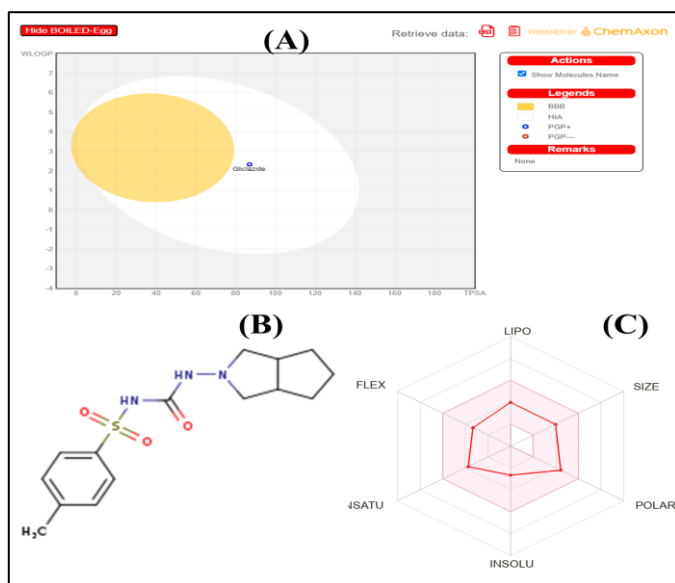 Hide BOILED-Egg
(A)
Retrieve data:
POWERED BY ChemAxon
WLOGP
7
6
5
4
3
2
1
0
-1
-2
-3
-4
0 20 40 60 80 100 120 140 160 180 TPSA
Gliclazide
Actions
Show Molecules Name
Legends
BBB
HIA
PGP+
PGP—
Remarks
None
(B)
HN
NH
N
O
S
O
O
H₃C
(C)
LIPO
FLEX
SIZE
NSATU
POLAR
INSOLU